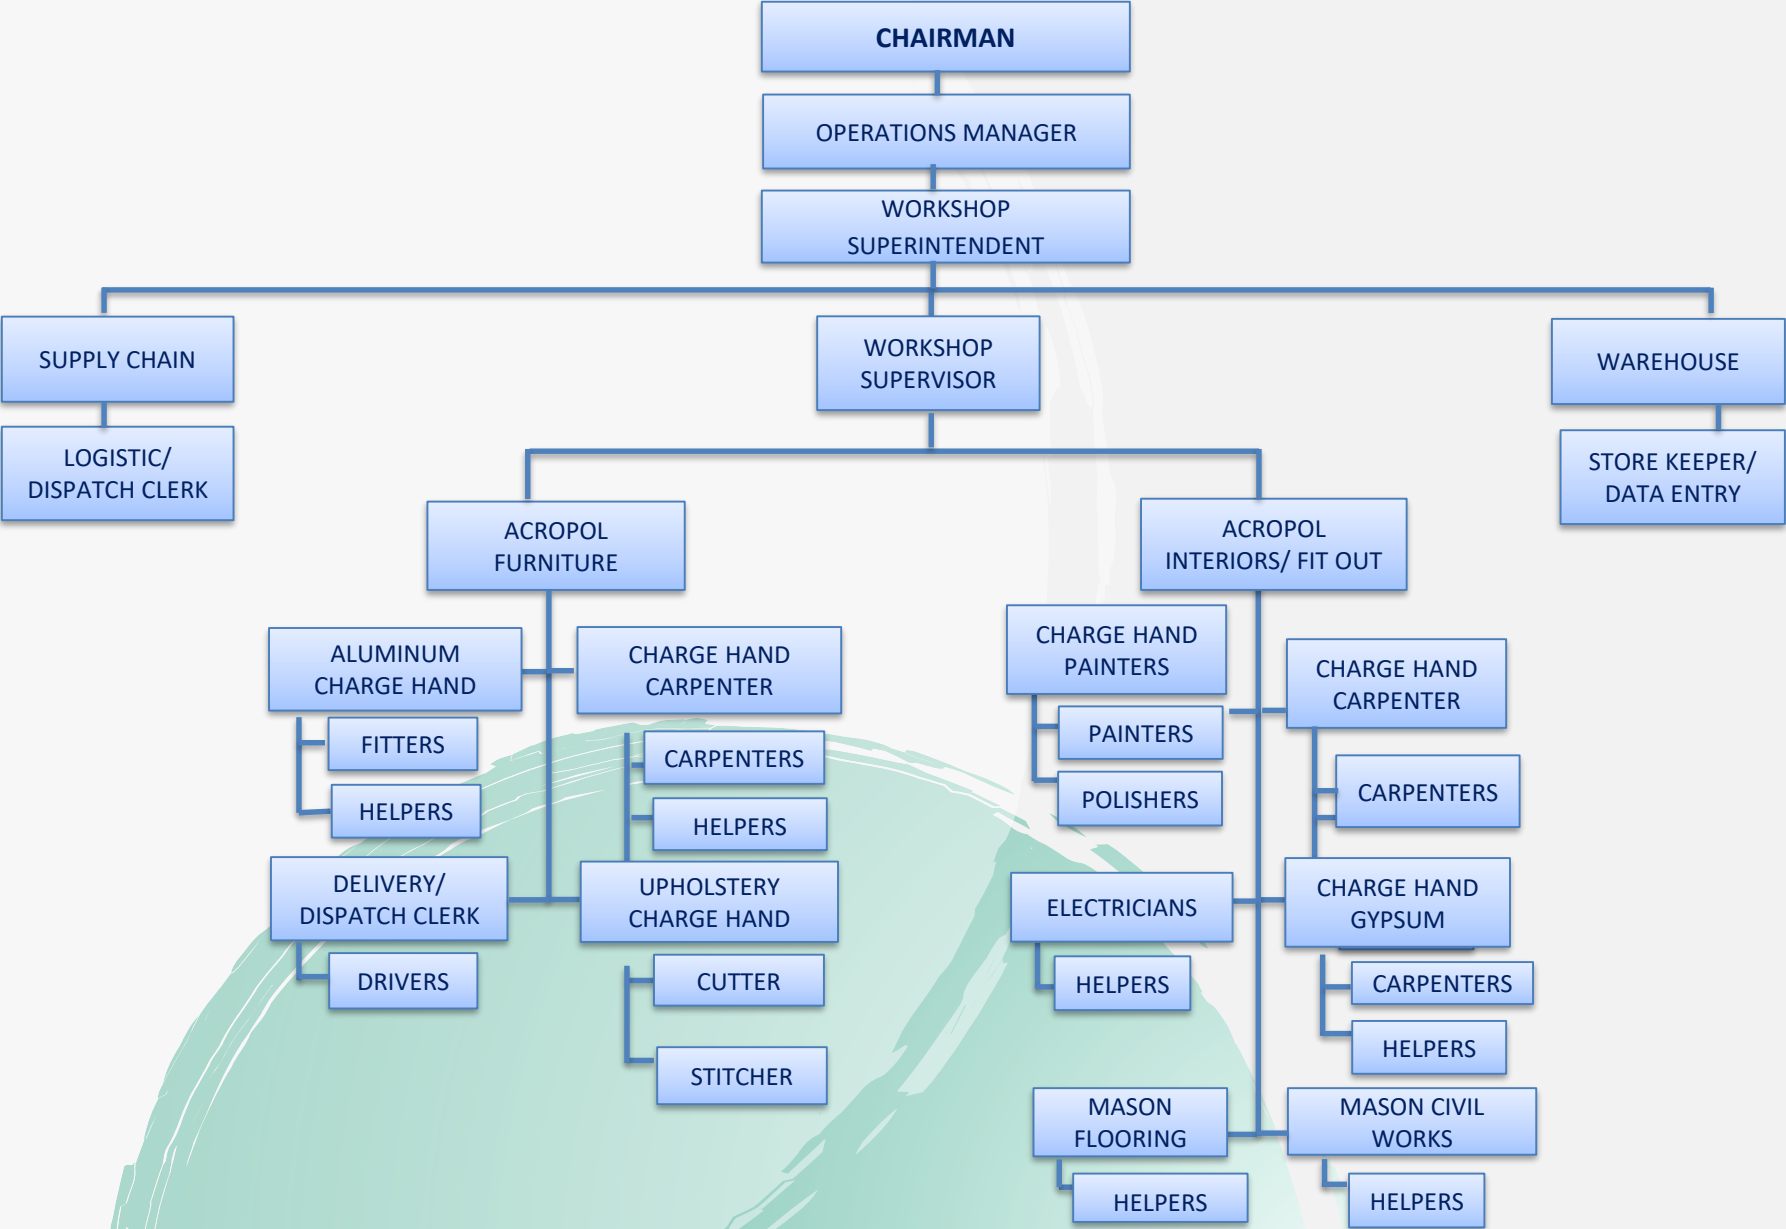 CHAIRMAN
OPERATIONS MANAGER
WORKSHOP
SUPERINTENDENT
SUPPLY CHAIN
WORKSHOP
SUPERVISOR
WAREHOUSE
LOGISTIC/
DISPATCH CLERK
STORE KEEPER/
DATA ENTRY
ACROPOL
FURNITURE
ACROPOL
INTERIORS/ FIT OUT
ALUMINUM
CHARGE HAND
FITTERS
HELPERS
CHARGE HAND
CARPENTER
CARPENTERS
HELPERS
DELIVERY/
DISPATCH CLERK
DRIVERS
UPHOLSTERY
CHARGE HAND
CUTTER
STITCHER
CHARGE HAND
PAINTERS
PAINTERS
POLISHERS
CHARGE HAND
CARPENTER
CARPENTERS
ELECTRICIANS
HELPERS
CHARGE HAND
GYPSUM
CARPENTERS
HELPERS
MASON
FLOORING
HELPERS
MASON CIVIL
WORKS
HELPERS